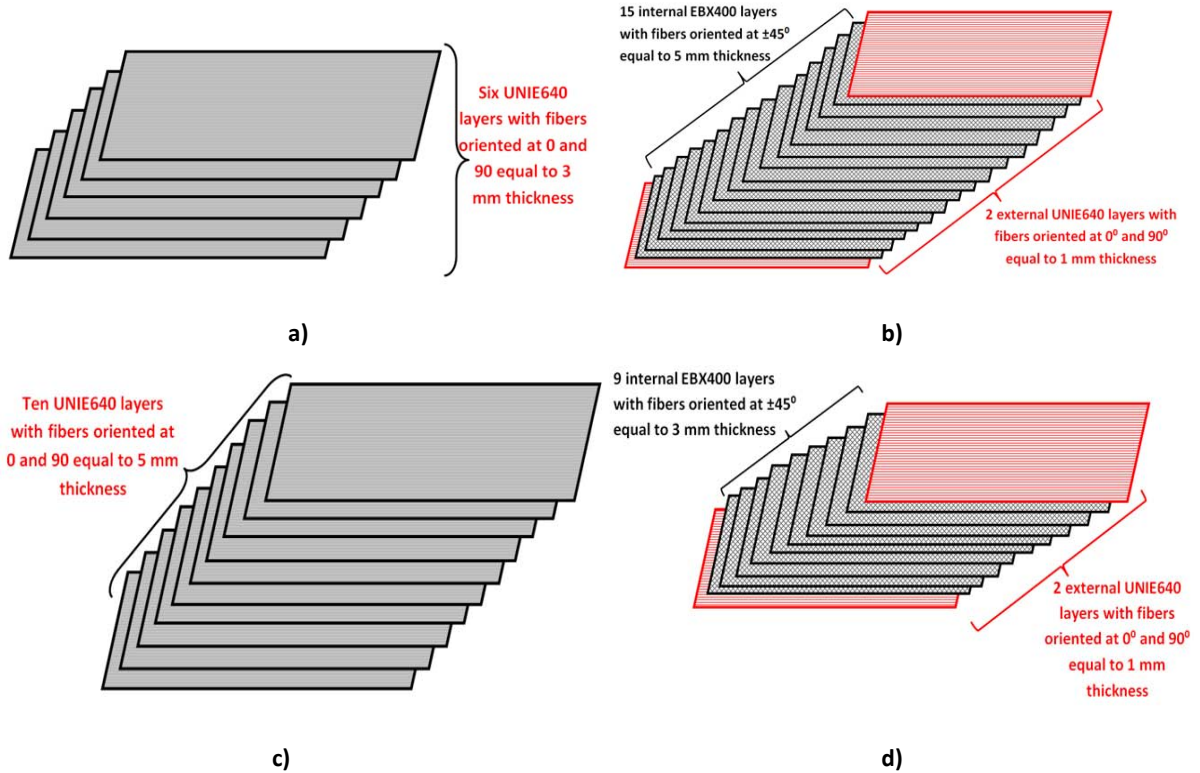 Six UNIE640
layers with fibers
oriented at 0 and
90 equal to 3
mm thickness
a)
15 internal EBX400 layers
with fibers oriented at ±45⁰
equal to 5 mm thickness
2 external UNIE640 layers with
fibers oriented at 0⁰ and 90⁰
equal to 1 mm thickness
b)
Ten UNIE640 layers
with fibers oriented at
0 and 90 equal to 5 mm
thickness
c)
9 internal EBX400 layers
with fibers oriented at ±45⁰
equal to 3 mm thickness
2 external UNIE640
layers with fibers
oriented at 0⁰ and 90⁰
equal to 1 mm
thickness
d)